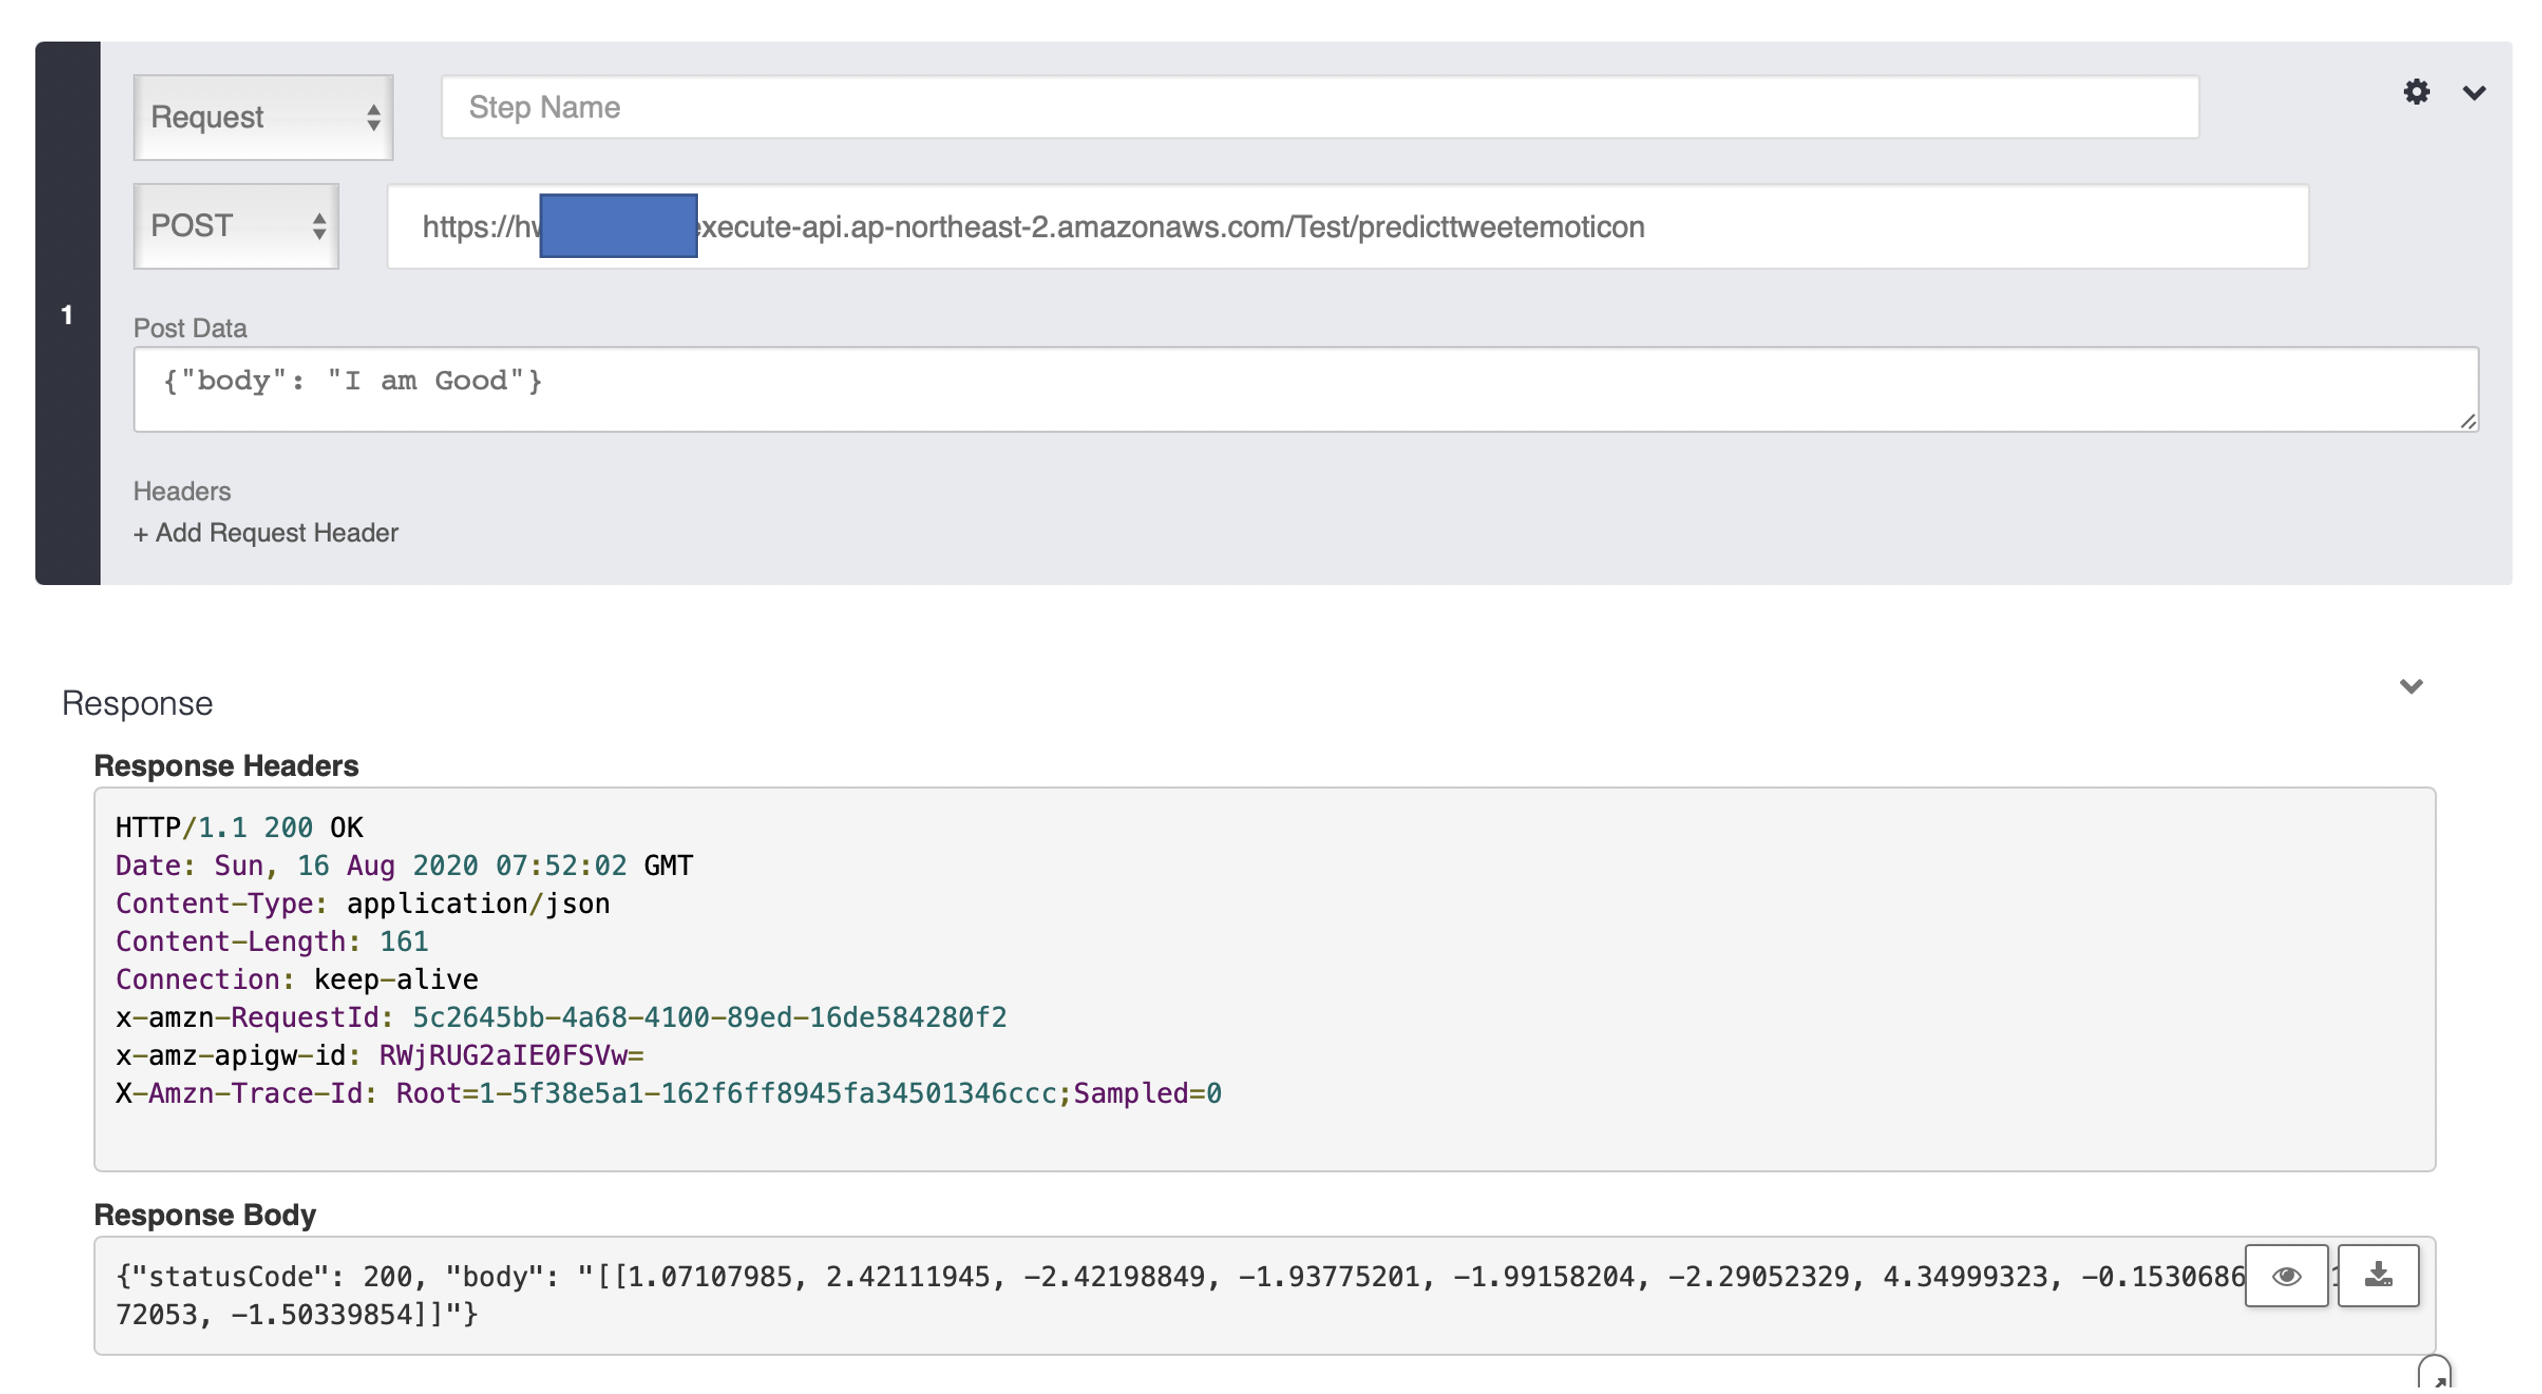 Request
Step Name
POST
https://hv execute-api.ap-northeast-2.amazonaws.com/Test/predicttweetemoticon
1
Post Data
{"body": "I am Good"}
Headers
+ Add Request Header
Response
Response Headers
HTTP/1.1 200 OK
Date: Sun, 16 Aug 2020 07:52:02 GMT
Content-Type: application/json
Content-Length: 161
Connection: keep-alive
x-amzn-RequestId: 5c2645bb-4a68-4100-89ed-16de584280f2
x-amz-apigw-id: RWjRUG2aIE0FSVw=
X-Amzn-Trace-Id: Root=1-5f38e5a1-162f6ff8945fa34501346ccc;Sampled=0
Response Body
{"statusCode": 200, "body": "[[1.07107985, 2.42111945, -2.42198849, -1.93775201, -1.99158204, -2.29052329, 4.34999323, -0.1530686
72053, -1.50339854]]"}